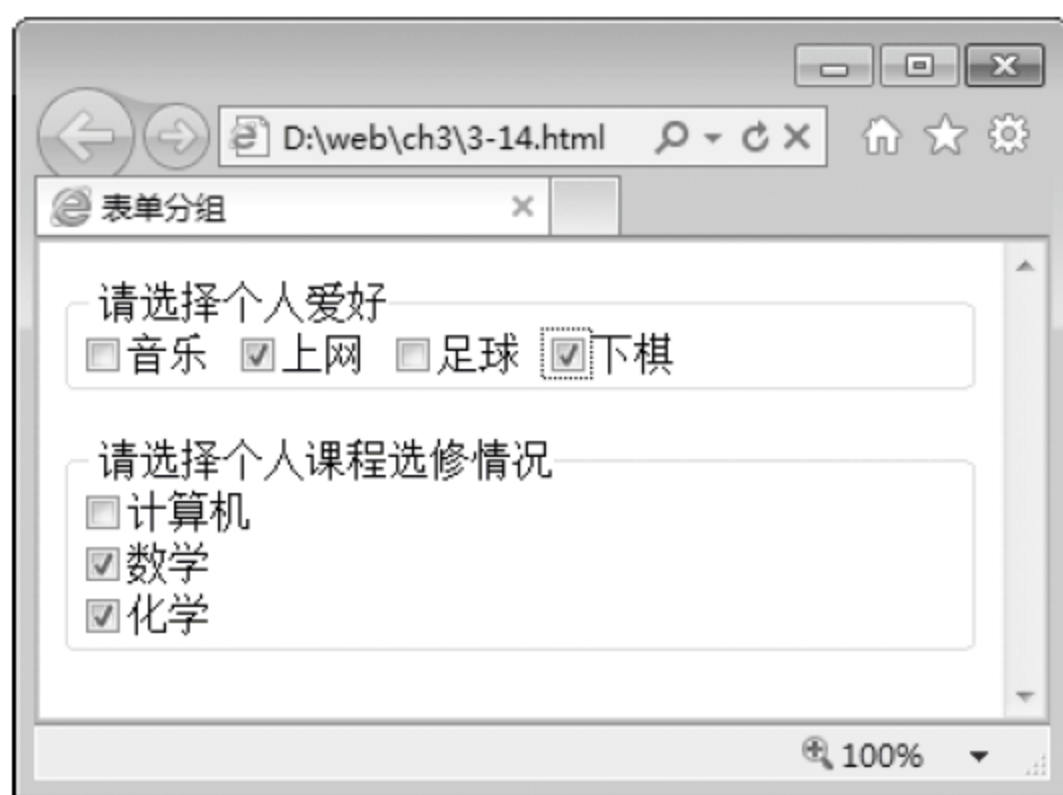 D:\web\ch3\3-14.html
表单分组
请选择个人爱好
音乐 上网 足球 下棋
请选择个人课程选修情况
计算机
数学
化学
100%